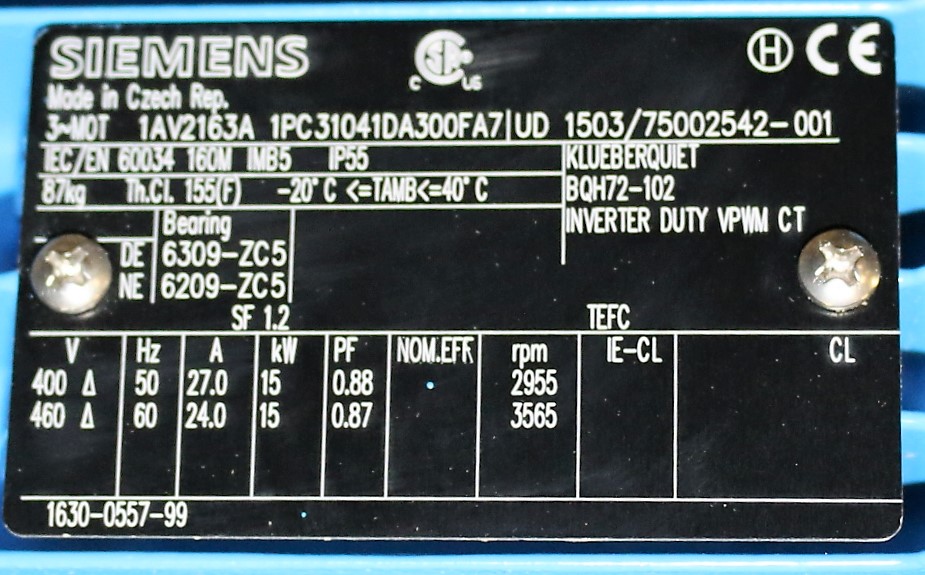 SIEMENS
C SA® US
H CE
Made in Czech Rep.
3~MOT 1AV2163A 1PC31041DA300FA7 UD 1503/75002542-001
IEC/EN 60034 160M IMB5 IP55 KLUEBERQUIET
87kg Th.Cl. 155(F) -20°C <=TAMB<=40°C BQH72-102
Bearing INVERTER DUTY VPWM CT
DE 6309-ZC5
NE 6209-ZC5
SF 1.2 TEFC
V Hz A kW PF NOM.EFF rpm IE-CL CL
400 Δ 50 27.0 15 0.88 2955
460 Δ 60 24.0 15 0.87 3565
1630-0557-99